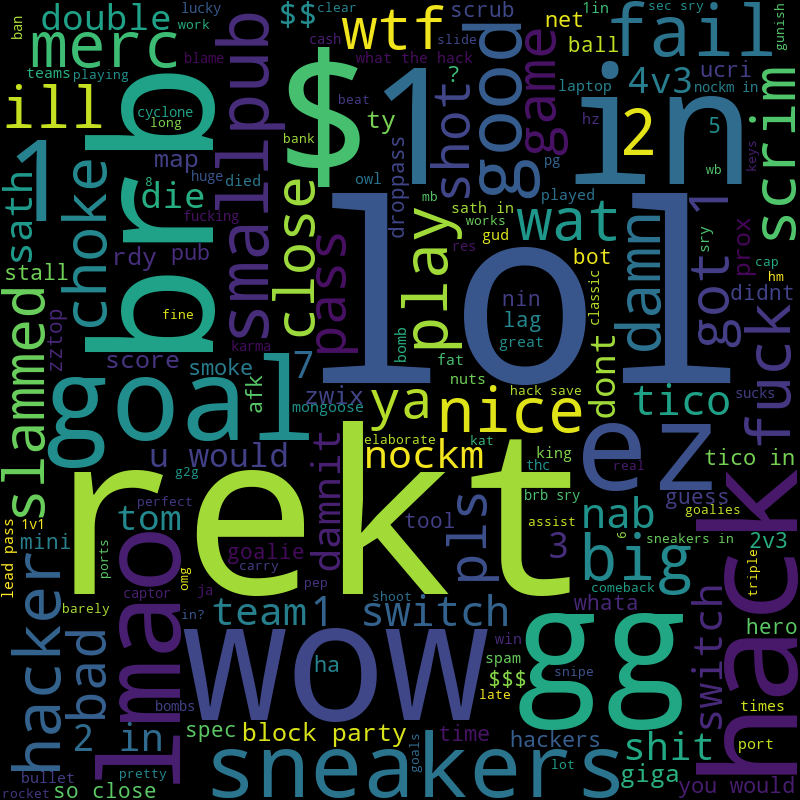 double
$$
clear
lucky
work
ban
merc
teams
playing
blame
cash
slide
beat
what the hack
wtf
scrub
?
net
ball
1in
sec sry
gunish
fail
4v3
ucri
nockm in
laptop
hz
ill
brb
cyclone
long
smallpub
$
1
in
good
game
shot
2
5
pg
wb
keys
scrim
1
sath
choke
map
die
8
huge
died
fucking
bank
ty
owl
droppass
mb
played
sath in
works
res
gud
wat
bot
damn
got 1
sry
prox
cap
hm
didnt
stall
rdy
pub
close
pass
lol
play
nin
lag
great
classic
slammed
zztop
fine
score
karma
smoke
7
bomb
fat
nuts
hack save
dont
tico
sucks
fuck
goal
afk
mongoose
zwix
ya
nice
ez
elaborate
kat
nockm
king
thc
real
tico in
u would
g2g
rekt
perfect
damnit
tool
pls
brb sry
assist
guess
goalies
nab
tom
lead pass
1v1
mini
ports
goalie
carry
3
6
big
sneakers in
2v3
triple
hack
hacker
lmao
omg
captor
ja
pep
shoot
comeback
whata
barely
in?
team1
switch
gg
hero
bad
wow
ha
win
spam
snipe
$$$
late
switch
times
bombs
2 in
spec
block party
time
hackers
shit
port
bullet
pretty
sneakers
goals
lot
giga
you would
rocket
so close